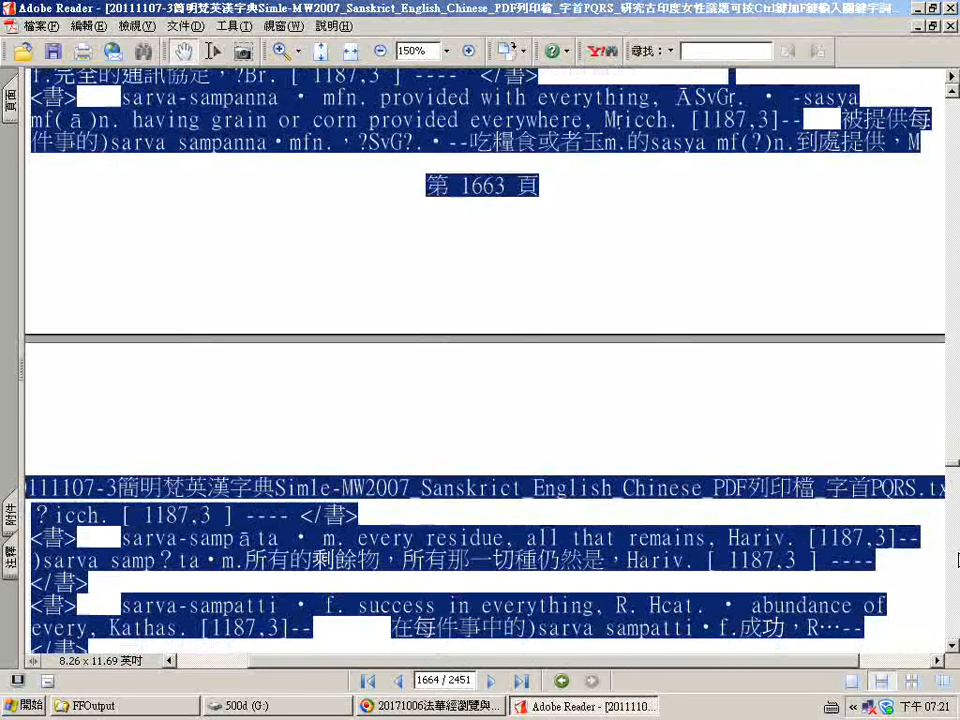 Adobe Reader - [20111107-3簡明梵英漢字典Simle-MW2007_Sanskrict_English_Chinese_PDF列印檔_字首PQRS_研究古印度女性議題可按Ctrl鍵加F鍵輸入關鍵字詞...
檔案(F) 編輯(E) 檢視(V) 文件(D) 工具(T) 視窗(W) 說明(H)
150% 尋找:
f.完全的通訊協定，?Br. [ 1187,3 ] ---- </書>
<書> sarva-sampanna • mfn. provided with everything, ĀSvGṛ. • -sasya
mf(ā)n. having grain or corn provided everywhere, Mṛicch. [1187,3]-- 被提供每
件事的)sarva sampanna•mfn.，?SvG?.•--吃糧食或者玉m.的sasya mf(?)n.到處提供，M
第 1663 頁
頁面
0111107-3簡明梵英漢字典Simle-MW2007_Sanskrict_English_Chinese_PDF列印檔_字首PQRS.tx
?icch. [ 1187,3 ] ---- </書>
<書> sarva-sampāta • m. every residue, all that remains, Hariv. [1187,3]--
)sarva samp?ta•m.所有的剩餘物，所有那一切種仍然是，Hariv. [ 1187,3 ] ----
</書>
<書> sarva-sampatti • f. success in everything, R. Hcat. • abundance of
every, Kathas. [1187,3]-- 在每件事中的)sarva sampatti•f.成功，R…--
</書>
附件
注釋
8.26 x 11.69 英吋
1664 / 2451
開始 FFOutput 500d (G:) 20171006法華經瀏覽與... Adobe Reader - [2011110... 下午 07:21